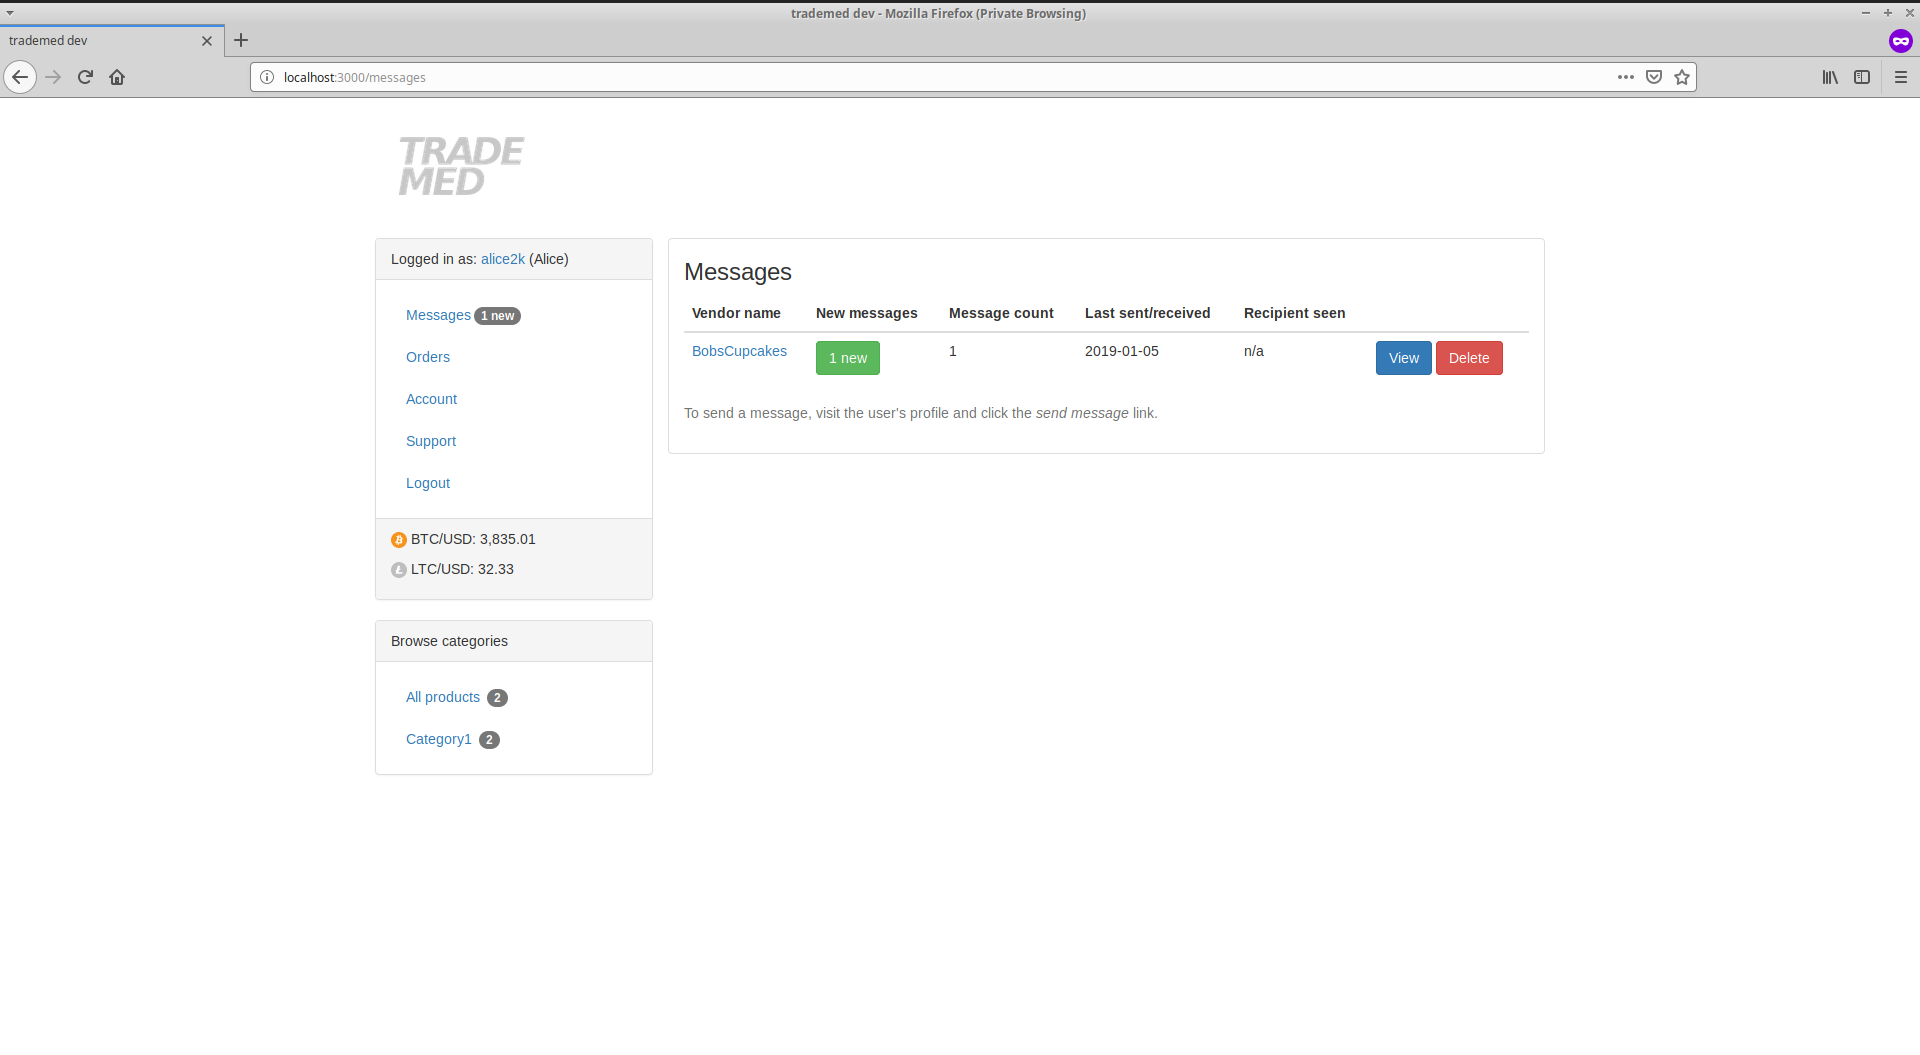 trademed dev - Mozilla Firefox (Private Browsing)
trademed dev
localhost:3000/messages
TRADE
MED
Logged in as: alice2k (Alice)
Messages 1 new
Orders
Account
Support
Logout
BTC/USD: 3,835.01
LTC/USD: 32.33
Browse categories
All products 2
Category1 2
Messages
Vendor name New messages Message count Last sent/received Recipient seen
BobsCupcakes 1 new 1 2019-01-05 n/a View Delete
To send a message, visit the user's profile and click the send message link.